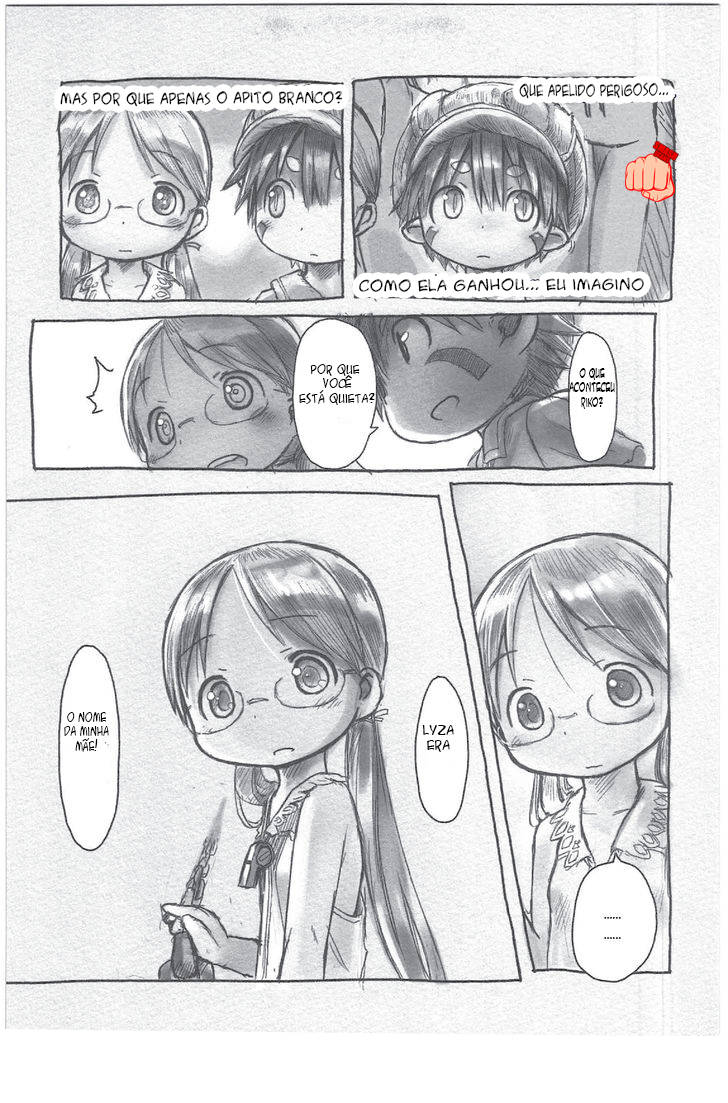 QUE APELIDO PERIGOSO...
COMO ELA GANHOU... EU IMAGINO
MAS POR QUE APENAS O APITO BRANCO?
O QUE
ACONTECEU
RIKO?
POR QUE
VOCÊ
ESTÁ QUIETA?
......
......
LYZA
ERA
O NOME
DA MINHA
MÃE!